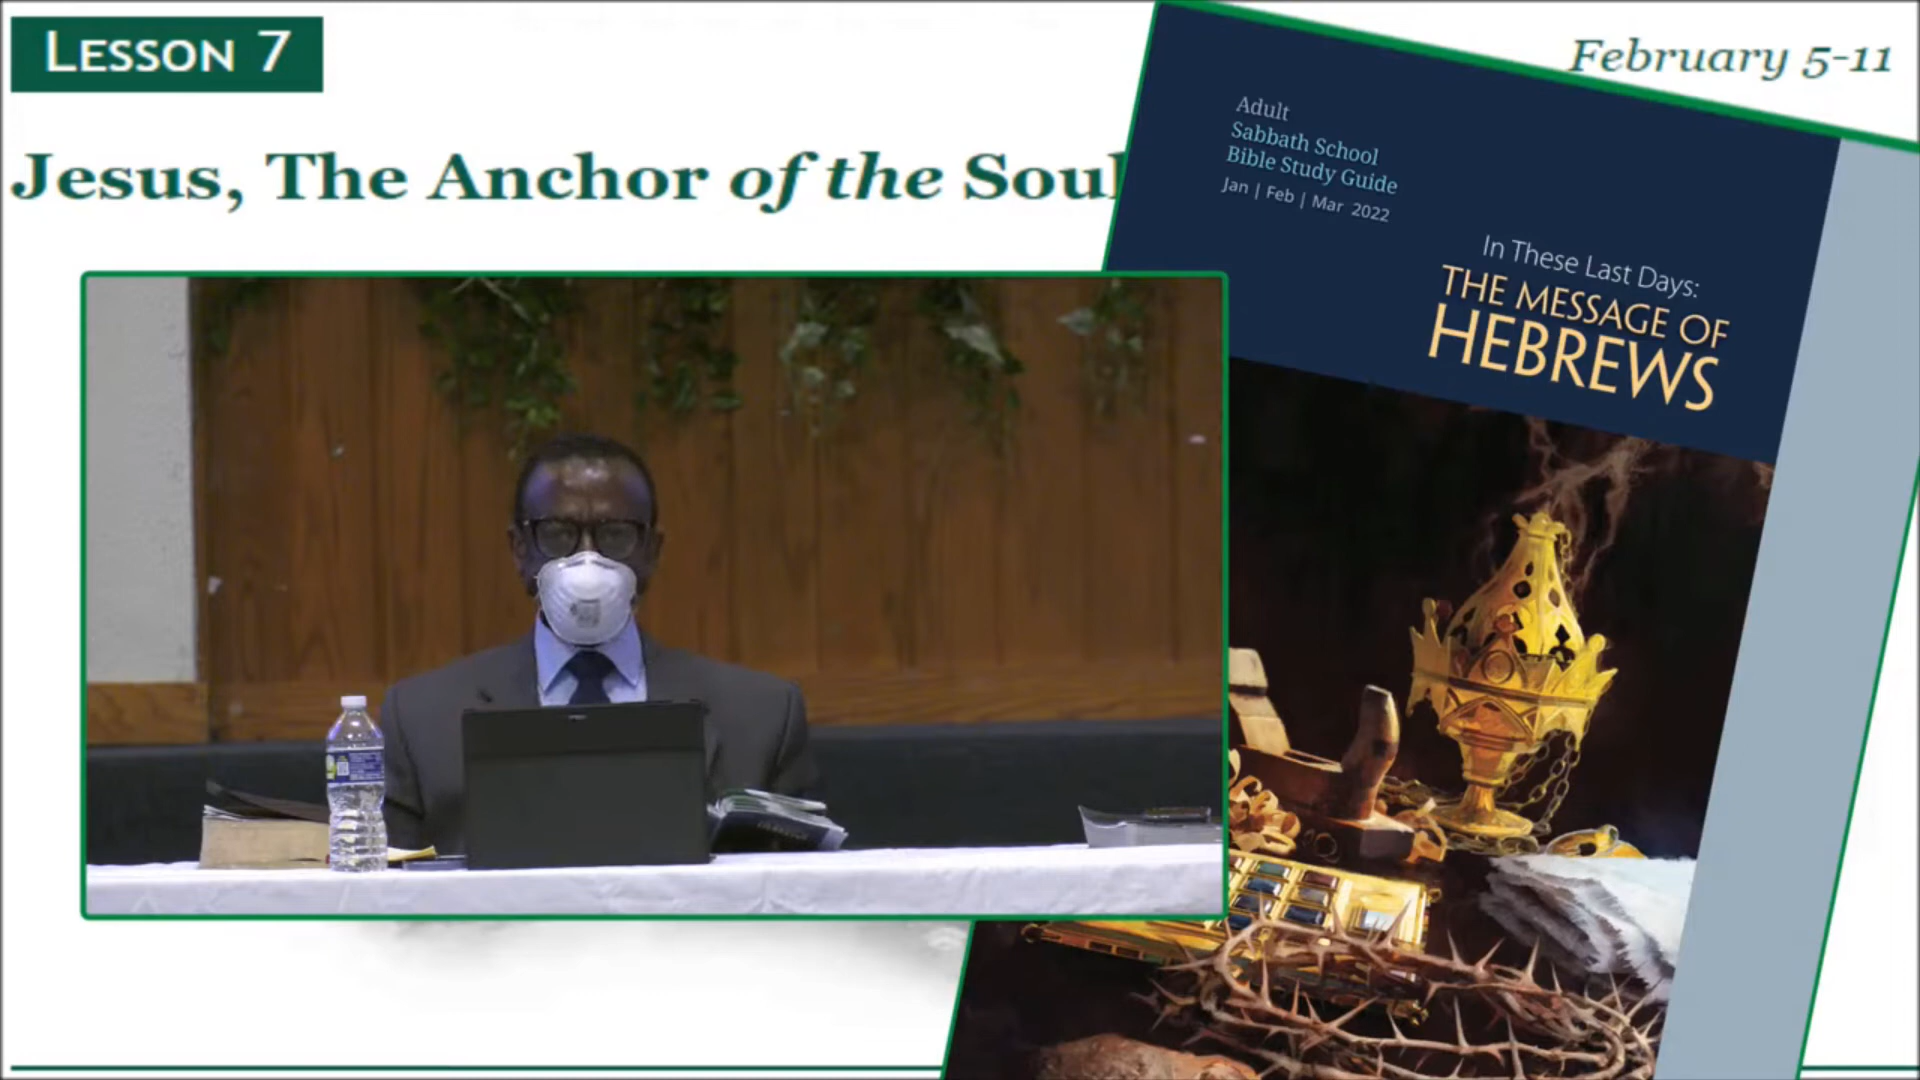 LESSON 7
February 5-11
Jesus, The Anchor of the Soul
Adult
Sabbath School
Bible Study Guide
Jan | Feb | Mar 2022
In These Last Days:
THE MESSAGE OF
HEBREWS